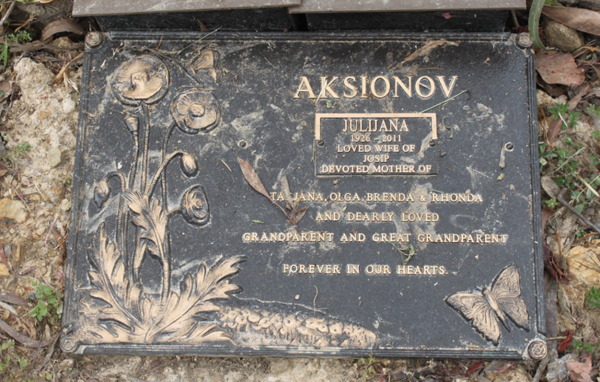 AKSIONOV
JULIJANA
1926 - 2011
LOVED WIFE OF
JOSIP
DEVOTED MOTHER OF
JANA, OLGA, BRENDA & RHONDA
AND DEARLY LOVED
GRANDPARENT AND GREAT GRANDPARENT
FOREVER IN OUR HEARTS.